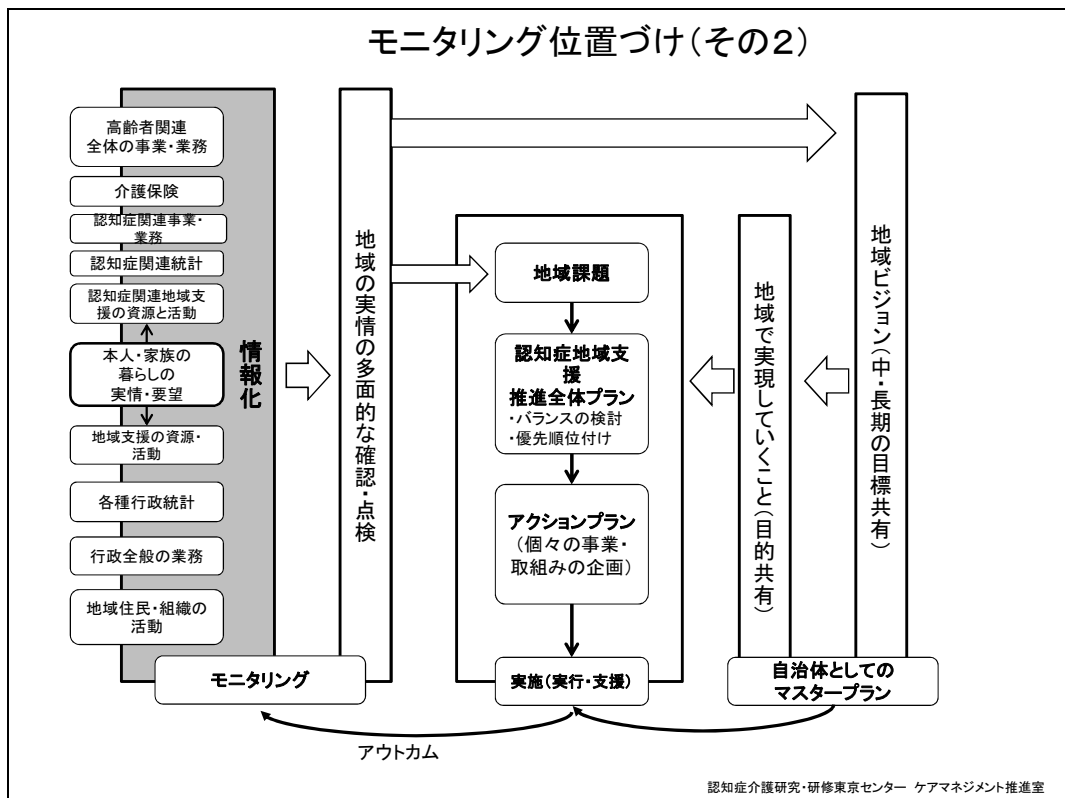 モニタリング位置づけ(その2)
高齢者関連
全体の事業・業務
介護保険
認知症関連事業・
業務
認知症関連統計
認知症関連地域支
援の資源と活動
本人・家族の
暮らしの
実情・要望
地域支援の資源・
活動
各種行政統計
行政全般の業務
地域住民・組織の
活動
情報化
モニタリング
地域の実情の多面的な確認・点検
地域課題
認知症地域支
援
推進全体プラン
・バランスの検討
・優先順位付け
アクションプラン
(個々の事業・
取組みの企画)
実施(実行・支援)
地域で実現していくこと(目的共有)
地域ビジョン(中・長期の目標共有)
自治体としての
マスタープラン
アウトカム
認知症介護研究・研修東京センター ケアマネジメント推進室